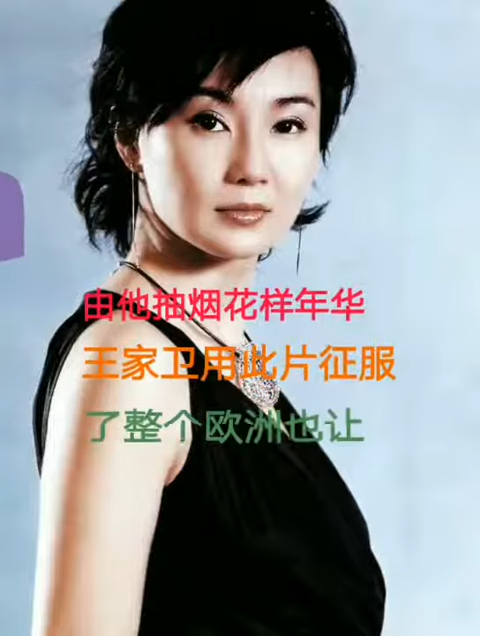 由他抽烟花样年华
王家卫用此片征服
了整个欧洲也让